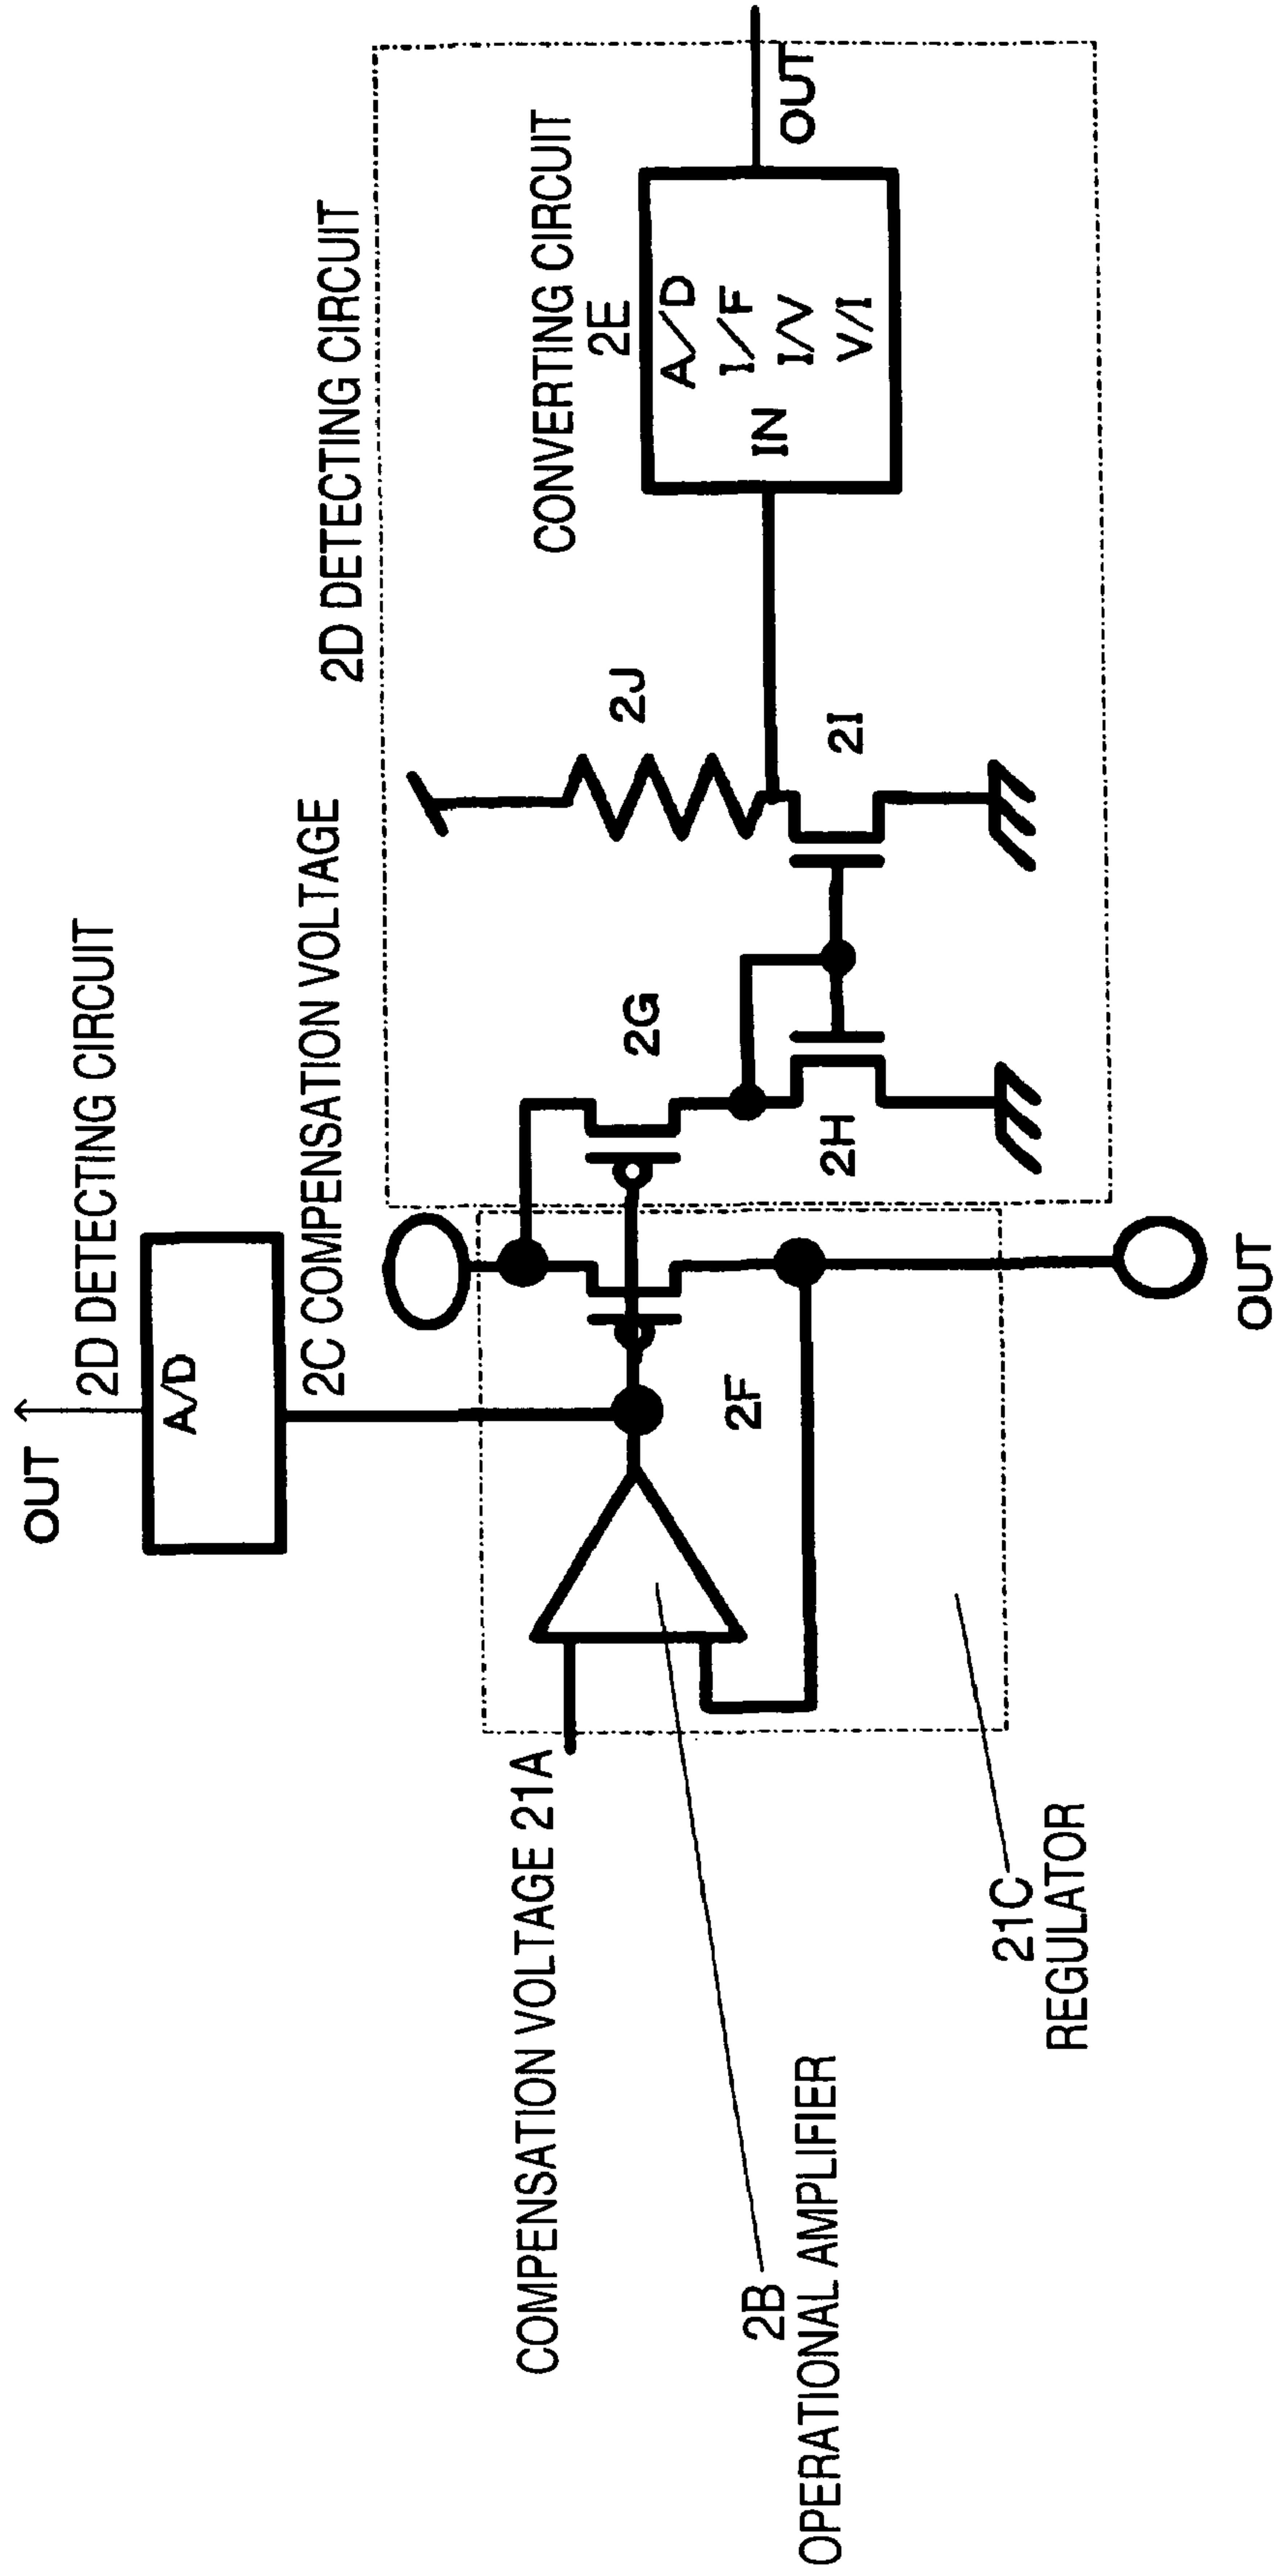 OUT
2D DETECTING CIRCUIT
A/D
2C COMPENSATION VOLTAGE
2D DETECTING CIRCUIT
CONVERTING CIRCUIT
2E
A/D
I/F
I/V
V/I
IN
OUT
2J
2G
2I
2H
2F
COMPENSATION VOLTAGE 21A
OUT
2B
OPERATIONAL AMPLIFIER
21C
REGULATOR